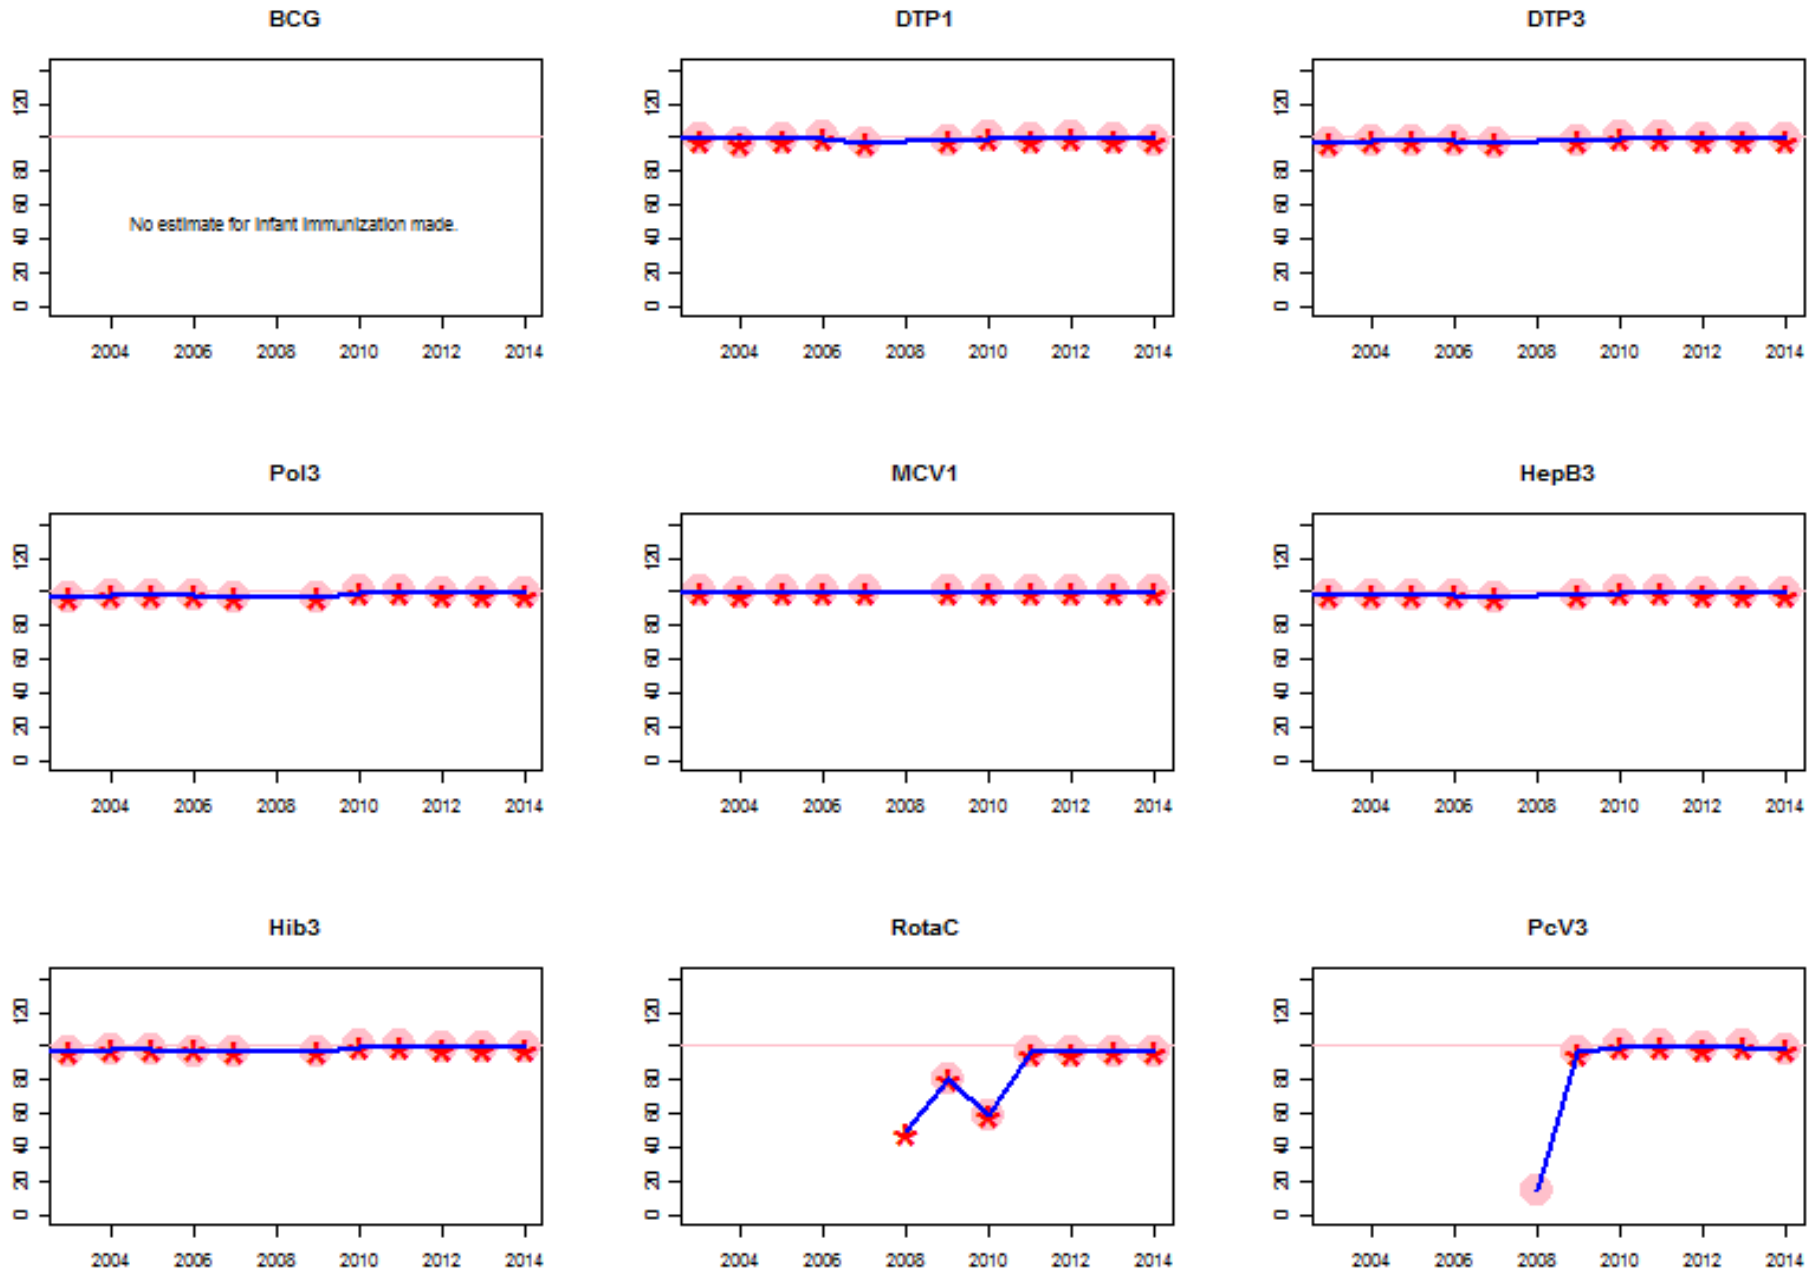 BCG DTP1 DTP3
120 120 120
80 80 80
60 60 60
No estimate for infant immunization made.
40 40 40
20 20 20
0 0 0
2004 2006 2008 2010 2012 2014 2004 2006 2008 2010 2012 2014 2004 2006 2008 2010 2012 2014
Pol3 MCV1 HepB3
120 120 120
80 80 80
60 60 60
40 40 40
20 20 20
0 0 0
2004 2006 2008 2010 2012 2014 2004 2006 2008 2010 2012 2014 2004 2006 2008 2010 2012 2014
Hib3 RotaC PcV3
120 120 120
80 80 80
60 60 60
40 40 40
20 20 20
0 0 0
2004 2006 2008 2010 2012 2014 2004 2006 2008 2010 2012 2014 2004 2006 2008 2010 2012 2014